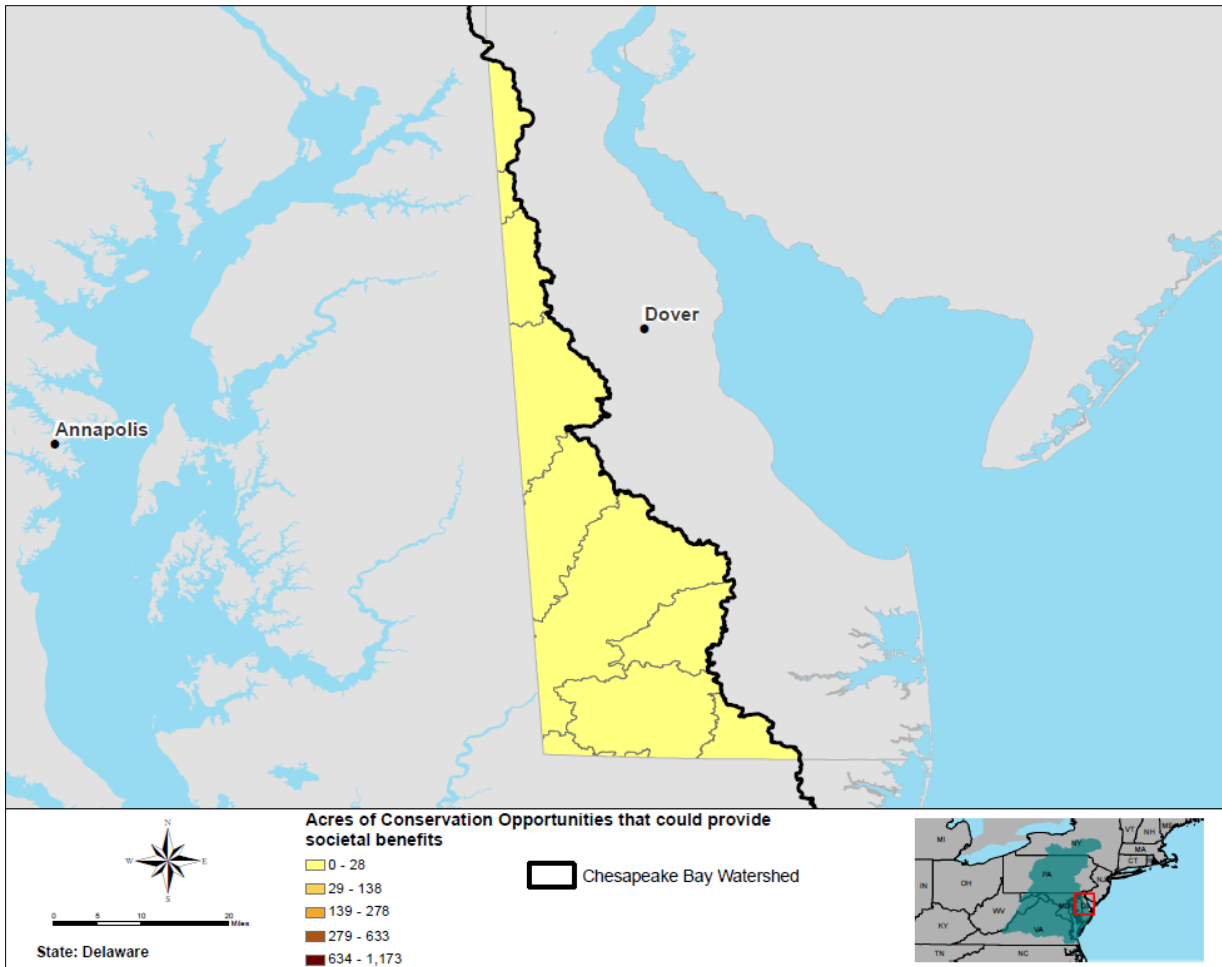 Dover
Annapolis
N
W E
S
0 5 10 20
Miles
State: Delaware
Acres of Conservation Opportunities that could provide
societal benefits
0 - 28
29 - 138
139 - 278
279 - 633
634 - 1,173
Chesapeake Bay Watershed
MI
NY
VT
NH
ME
MA
CT
PA
NJ
IN
OH
WV
MD
DE
KY
VA
TN
NC